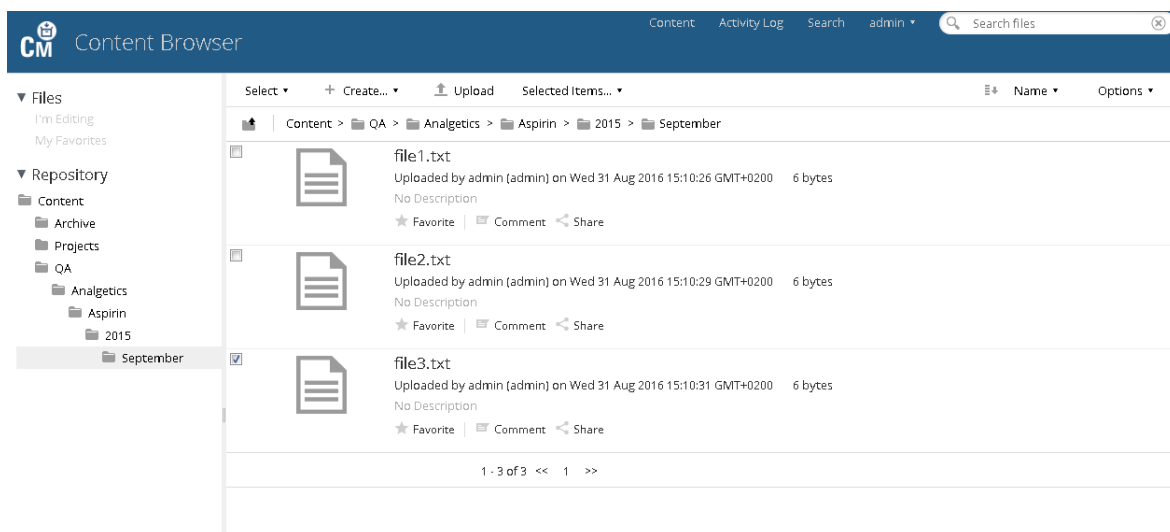 Content Activity Log Search admin Search files
CM Content Browser
Select Create... Upload Selected Items... Name Options
Files
I'm Editing
My Favorites
Repository
Content
Archive
Projects
QA
Analgetics
Aspirin
2015
September
Content > QA > Analgetics > Aspirin > 2015 > September
file1.txt
Uploaded by admin (admin) on Wed 31 Aug 2016 15:10:26 GMT+0200 6 bytes
No Description
Favorite Comment Share
file2.txt
Uploaded by admin (admin) on Wed 31 Aug 2016 15:10:29 GMT+0200 6 bytes
No Description
Favorite Comment Share
file3.txt
Uploaded by admin (admin) on Wed 31 Aug 2016 15:10:31 GMT+0200 6 bytes
No Description
Favorite Comment Share
1 - 3 of 3 << 1 >>